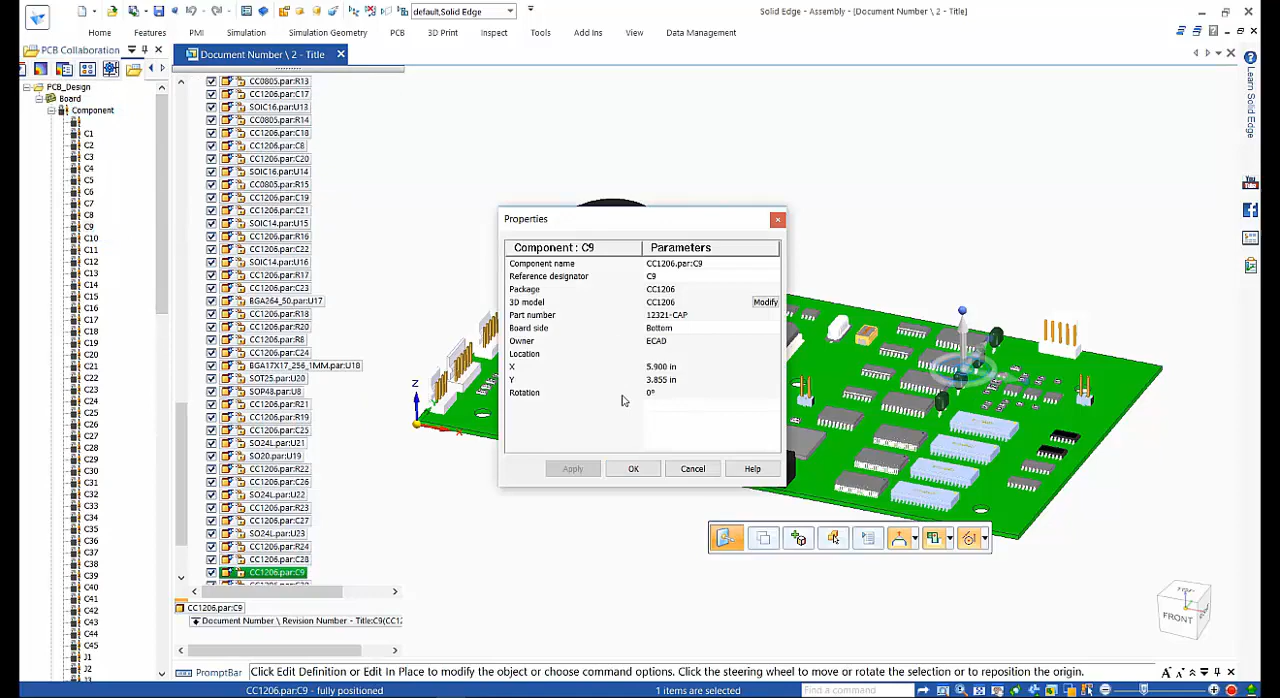 default,Solid Edge
Solid Edge - Assembly - [Document Number \ 2 - Title]
Home Features PMI Simulation Simulation Geometry PCB 3D Print Inspect Tools Add Ins View Data Management
PCB Collaboration
Document Number \ 2 - Title
Learn Solid Edge
PCB_Design
Board
Component
C1
C2
C3
C4
C5
C6
C7
C8
C9
C10
C11
C12
C13
C14
C15
C16
C17
C18
C19
C20
C21
C22
C23
C24
C25
C26
C27
C28
C29
C30
C31
C32
C33
C34
C35
C36
C37
C38
C39
C40
C41
C42
C43
C44
C45
J1
J2
CC0805.par:R13
CC1206.par:C17
SOIC16.par:U13
CC0805.par:R14
CC1206.par:C18
CC1206.par:C8
CC1206.par:C20
SOIC16.par:U14
CC0805.par:R15
CC1206.par:C19
CC1206.par:C21
SOIC14.par:U15
CC1206.par:R16
CC1206.par:C22
SOIC14.par:U16
CC1206.par:R17
CC1206.par:C23
BGA264_50.par:U17
CC1206.par:R18
CC1206.par:R20
CC1206.par:R8
CC1206.par:C24
BGA17X17_256_1MM.par:U18
SOT25.par:U20
SOP48.par:U8
CC1206.par:R21
CC1206.par:R19
CC1206.par:C25
SO24L.par:U21
SO20.par:U19
CC1206.par:R22
CC1206.par:C26
SO24L.par:U22
CC1206.par:R23
CC1206.par:C27
SO24L.par:U23
CC1206.par:R24
CC1206.par:C28
CC1206.par:C9
CC1206.par:C9
Document Number \ Revision Number - Title:C9(CC12
Properties
Component : C9 Parameters
Component name CC1206.par:C9
Reference designator C9
Package CC1206
3D model CC1206 Modify
Part number 12321-CAP
Board side Bottom
Owner ECAD
Location
X 5.900 in
Y 3.855 in
Rotation 0°
Apply OK Cancel Help
Z
TOP
FRONT
PromptBar Click Edit Definition or Edit In Place to modify the object or choose command options. Click the steering wheel to move or rotate the selection or to reposition the origin.
CC1206.par:C9 - fully positioned 1 items are selected Find a command